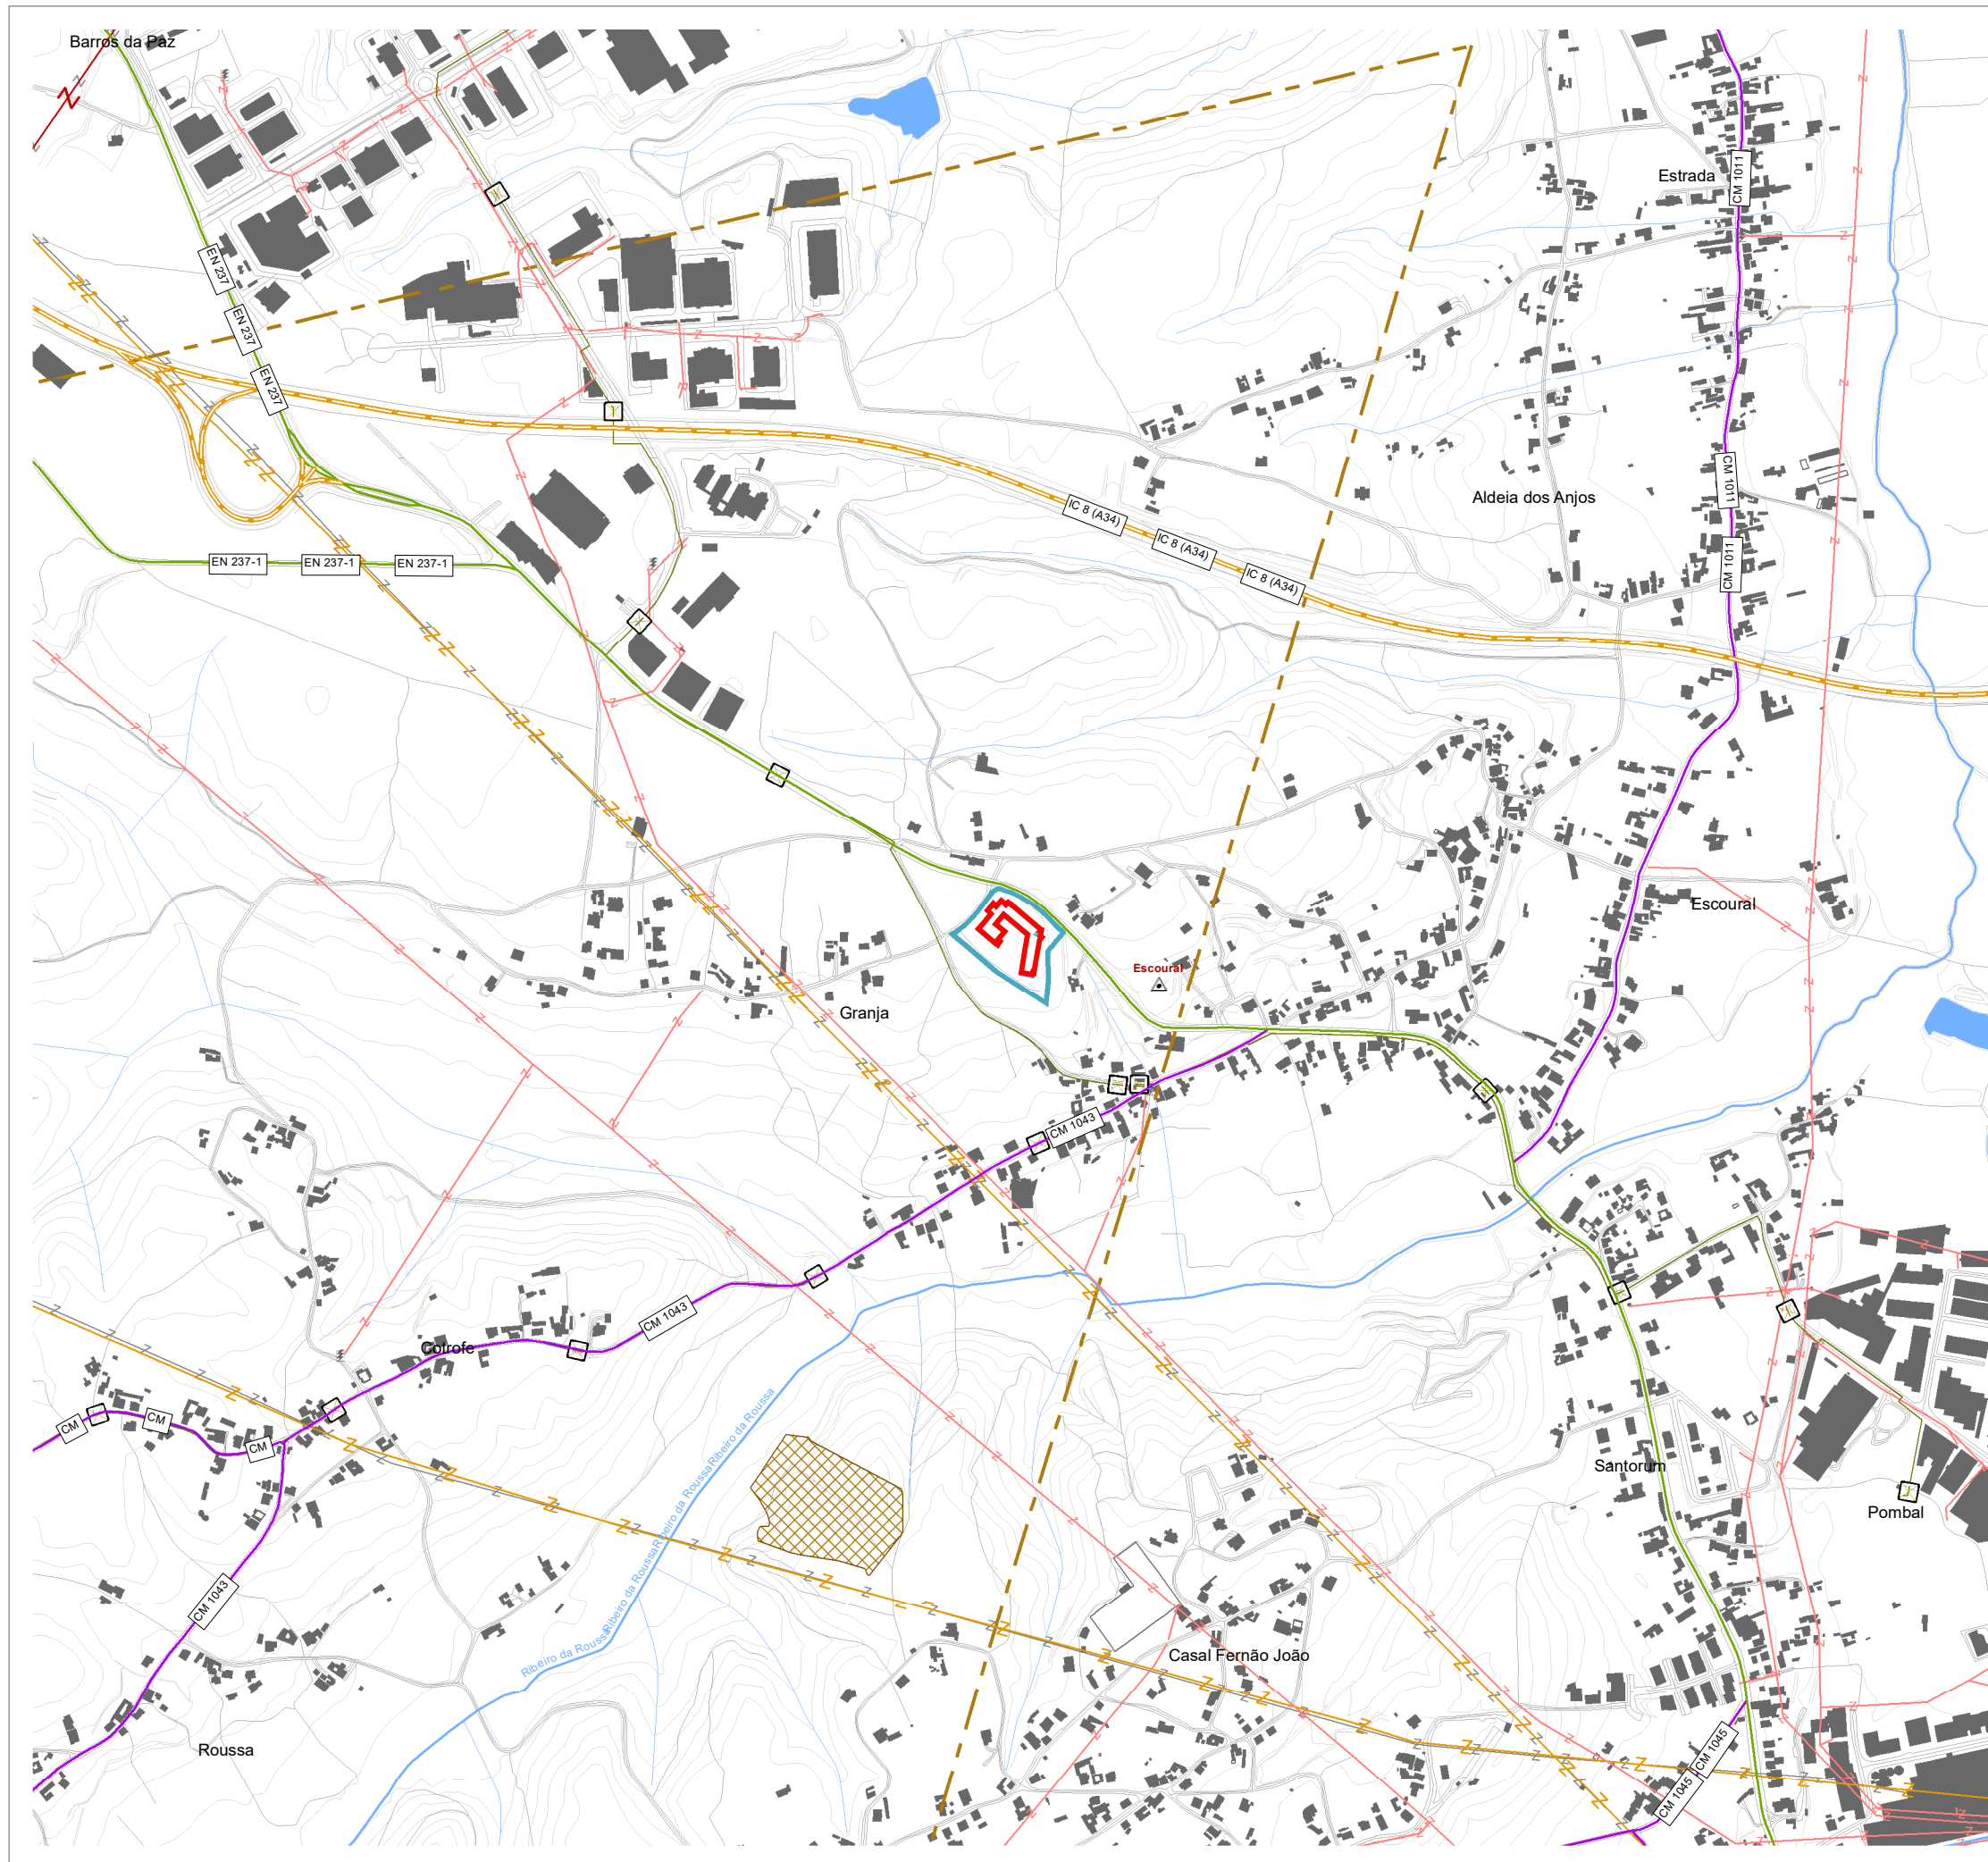 Barros da Paz
Estrada
CM 1011
EN 237
EN 237
EN 237
Aldeia dos Anjos
CM 1011
CM 1011
IC 8 (A34)
IC 8 (A34)
IC 8 (A34)
EN 237-1
EN 237-1
EN 237-1
Escoural
Escoural
Granja
CM 1043
CM 1043
Cotrofe
CM
CM
CM
Ribeiro da Roussa
Ribeiro da Roussa
Ribeiro da Roussa
Ribeiro da Roussa
Santorum
Pombal
CM 1043
Casal Fernão João
Roussa
CM 1045
CM 1045